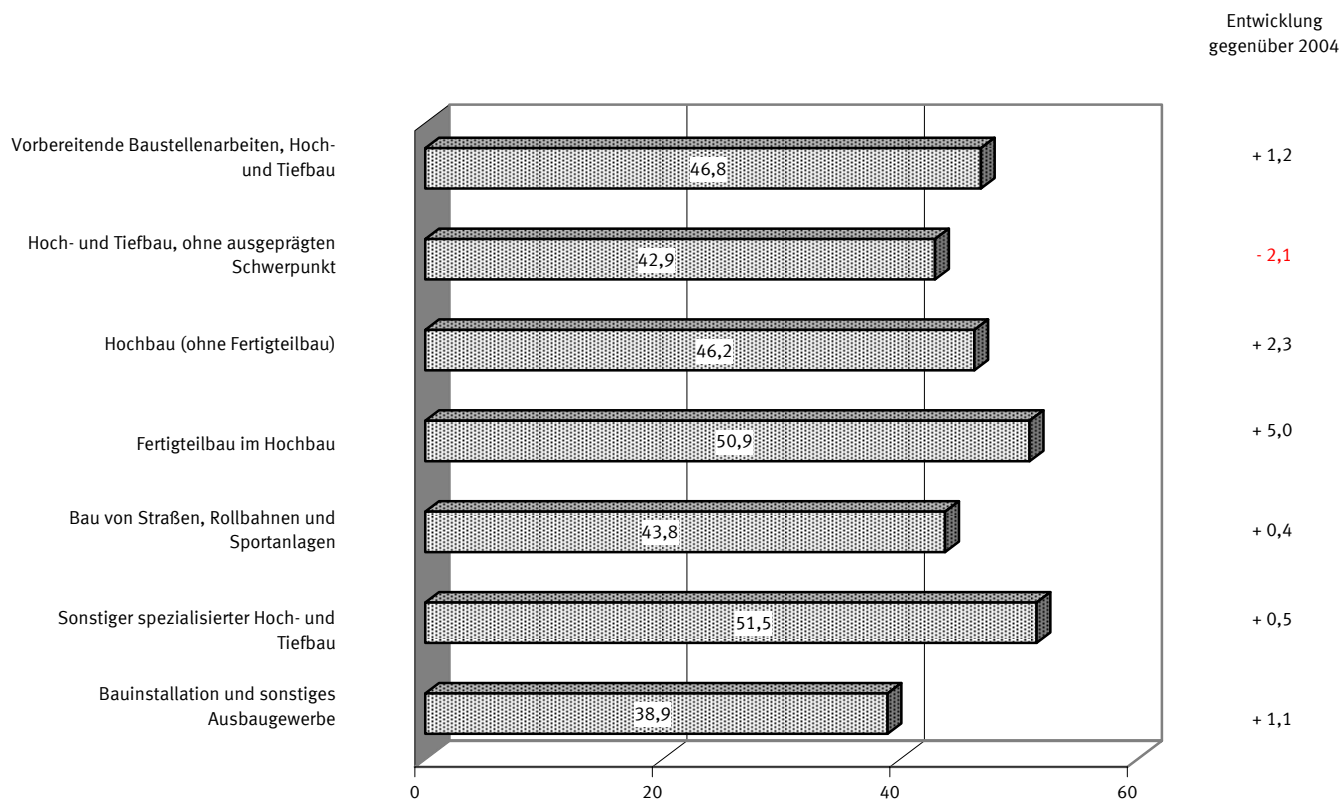 Entwicklung
gegenüber 2004
Vorbereitende Baustellenarbeiten, Hoch-
und Tiefbau
46,8
+ 1,2
Hoch- und Tiefbau, ohne ausgeprägten
Schwerpunkt
42,9
- 2,1
Hochbau (ohne Fertigteilbau)
46,2
+ 2,3
Fertigteilbau im Hochbau
50,9
+ 5,0
Bau von Straßen, Rollbahnen und
Sportanlagen
43,8
+ 0,4
Sonstiger spezialisierter Hoch- und
Tiefbau
51,5
+ 0,5
Bauinstallation und sonstiges
Ausbaugewerbe
38,9
+ 1,1
0 20 40 60